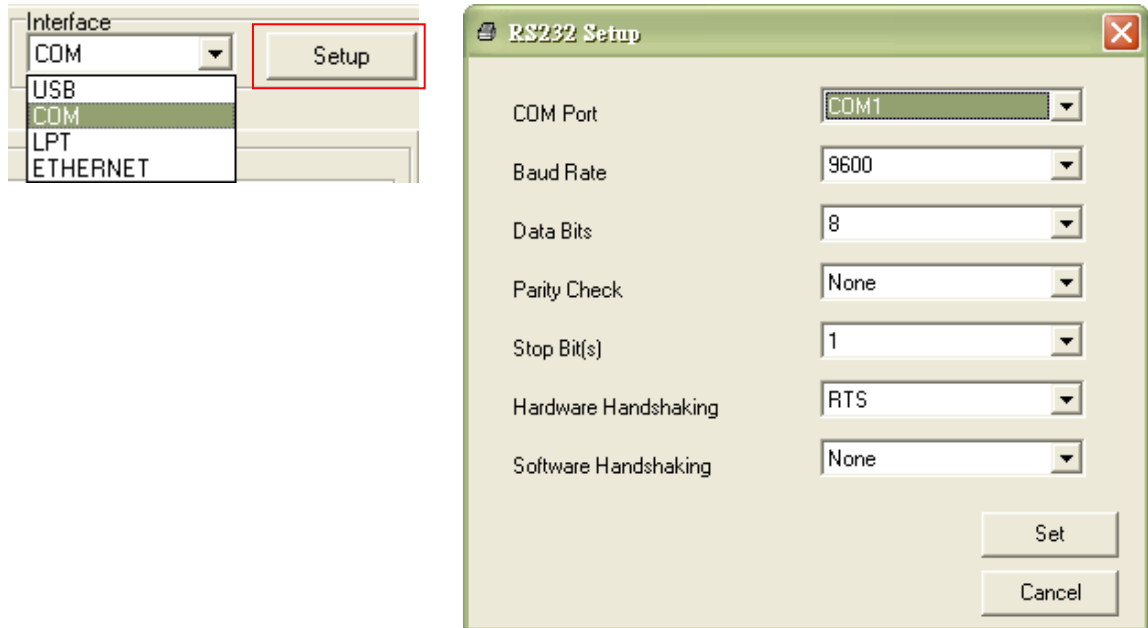 Interface
COM
Setup
USB
COM
LPT
ETHERNET
RS232 Setup
COM Port COM1
Baud Rate 9600
Data Bits 8
Parity Check None
Stop Bit(s) 1
Hardware Handshaking RTS
Software Handshaking None
Set
Cancel